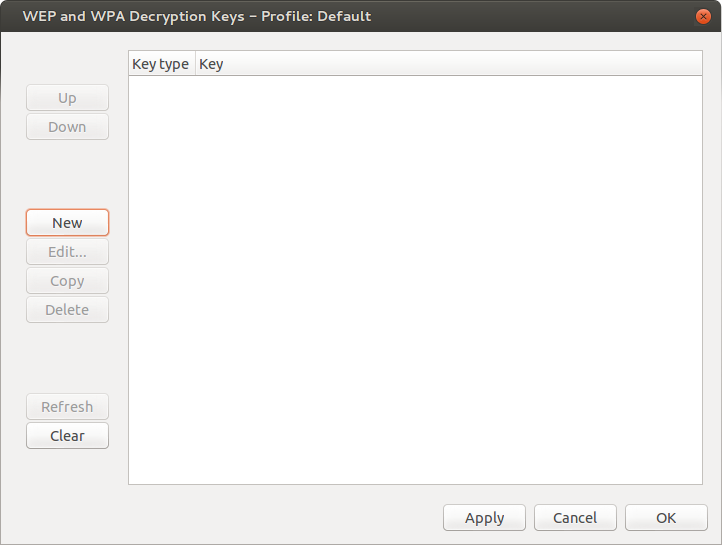 WEP and WPA Decryption Keys - Profile: Default
Key type Key
Up
Down
New
Edit...
Copy
Delete
Refresh
Clear
Apply Cancel OK